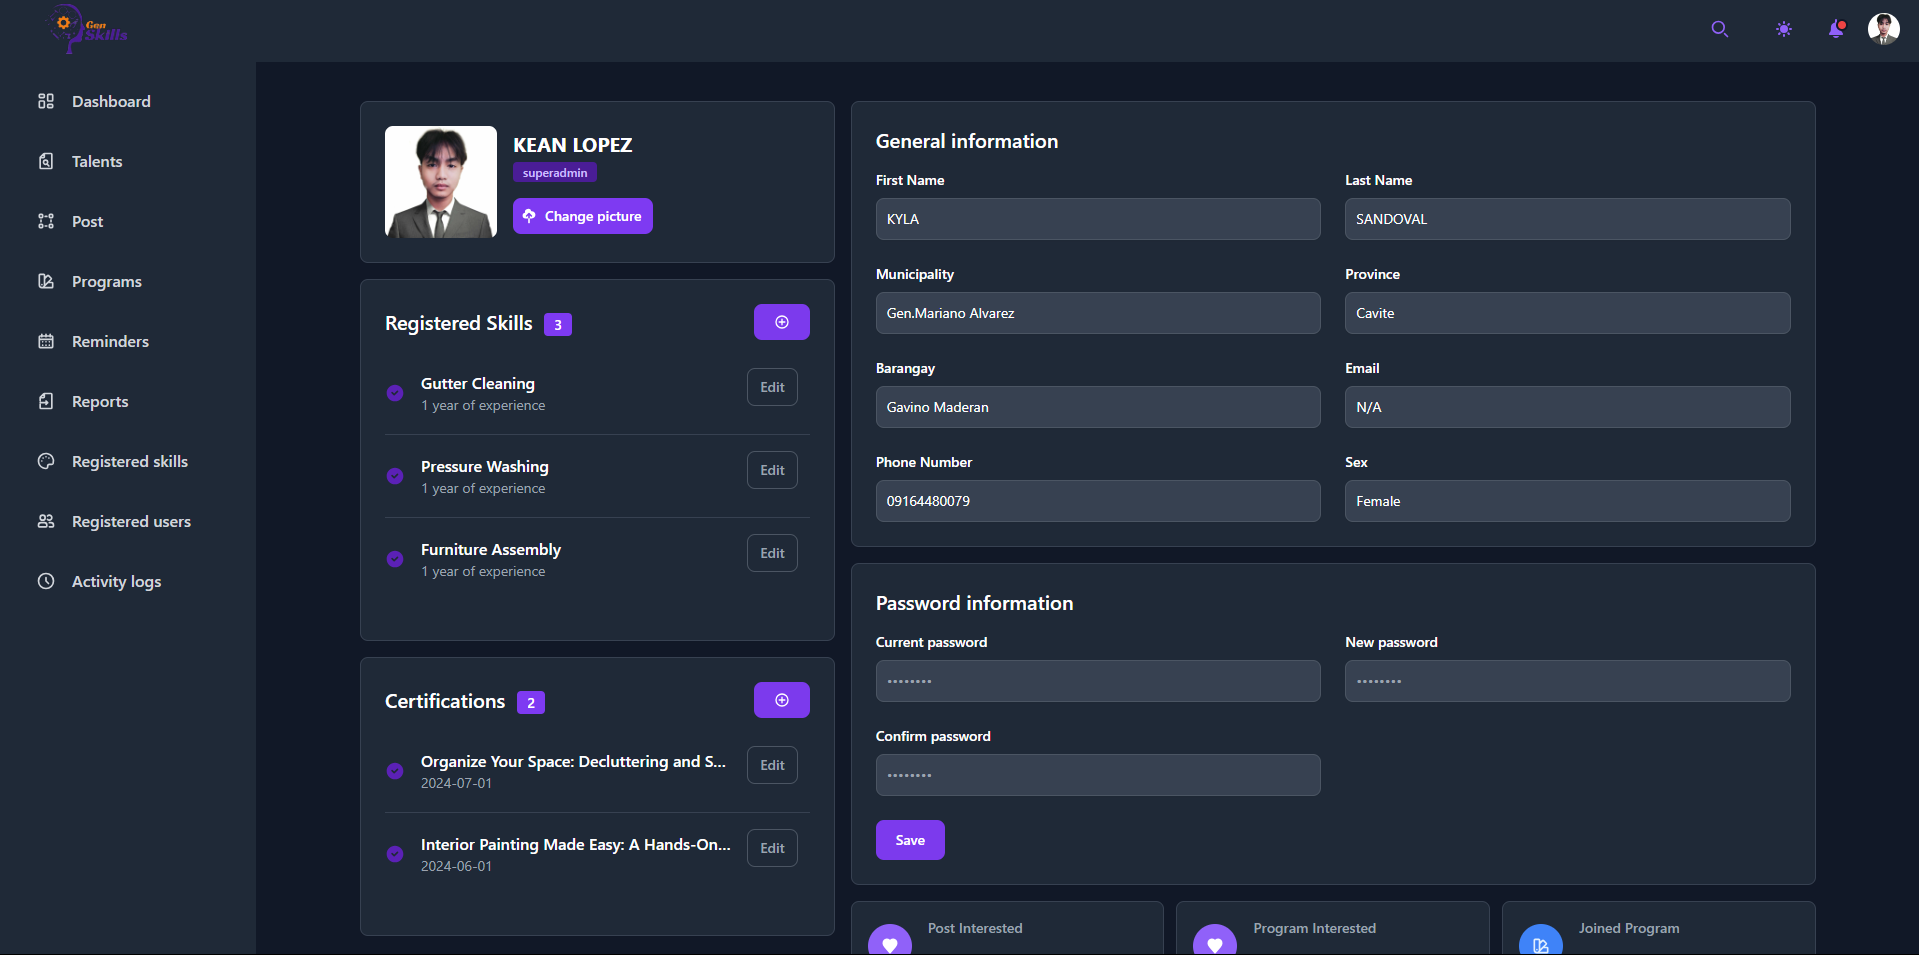 Gen
Skills
Dashboard
Talents
Post
Programs
Reminders
Reports
Registered skills
Registered users
Activity logs
KEAN LOPEZ
superadmin
Change picture
Registered Skills 3
Gutter Cleaning
1 year of experience
Edit
Pressure Washing
1 year of experience
Edit
Furniture Assembly
1 year of experience
Edit
Certifications 2
Organize Your Space: Decluttering and S...
2024-07-01
Edit
Interior Painting Made Easy: A Hands-On...
2024-06-01
Edit
General information
First Name
KYLA
Last Name
SANDOVAL
Municipality
Gen.Mariano Alvarez
Province
Cavite
Barangay
Gavino Maderan
Email
N/A
Phone Number
09164480079
Sex
Female
Password information
Current password
••••••••
New password
••••••••
Confirm password
••••••••
Save
Post Interested
Program Interested
Joined Program